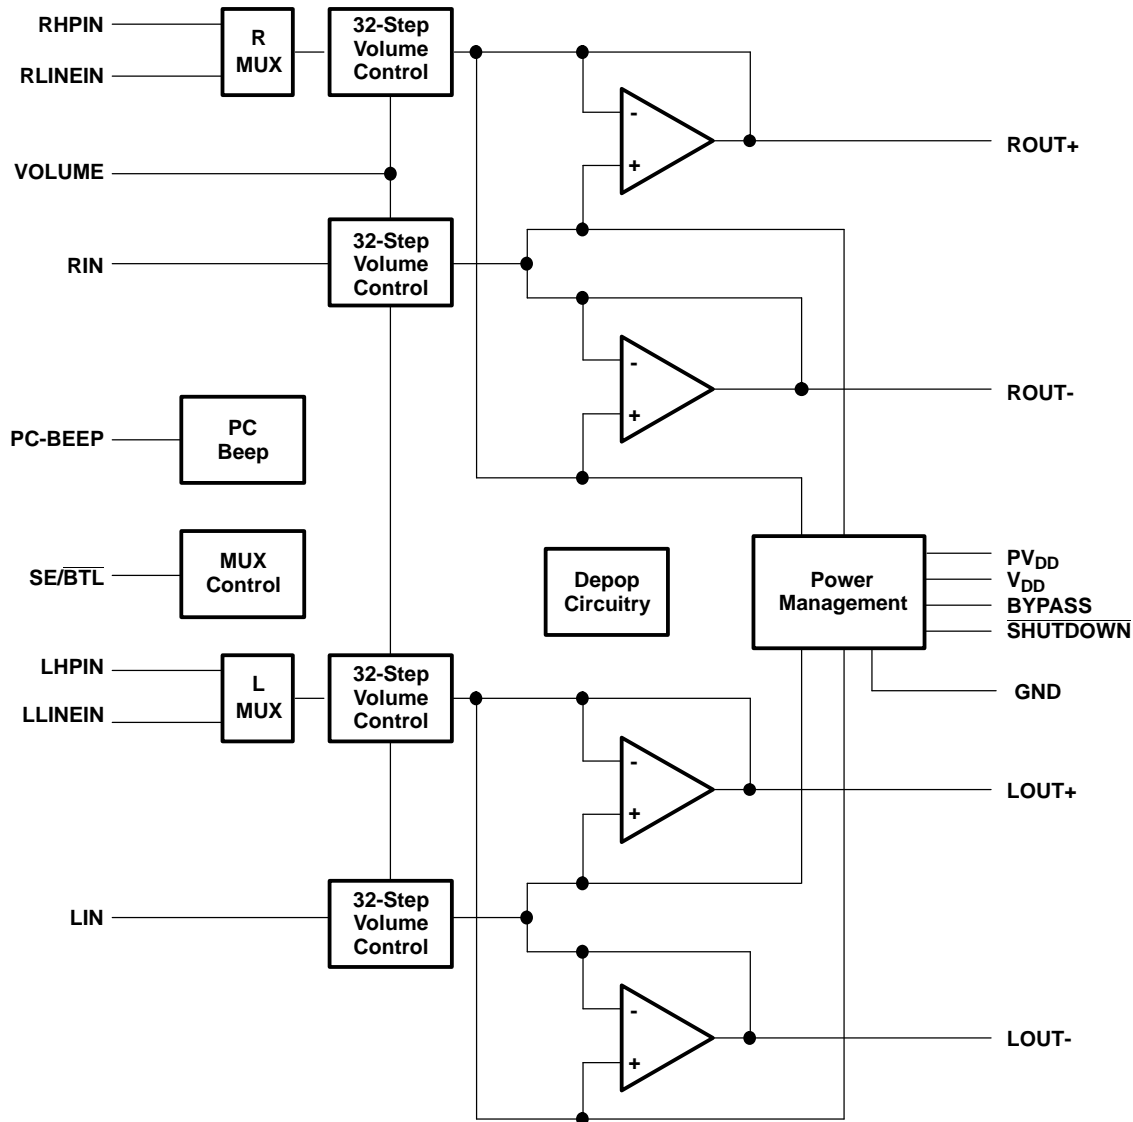 RHPIN
RLINEIN
R
MUX
32-Step
Volume
Control
-
+
ROUT+
VOLUME
RIN
32-Step
Volume
Control
-
+
ROUT-
PC-BEEP
PC
Beep
SE/B̅T̅L̅
MUX
Control
Depop
Circuitry
Power
Management
PVDD
VDD
BYPASS
S̅H̅U̅T̅D̅O̅W̅N̅
GND
LHPIN
LLINEIN
L
MUX
32-Step
Volume
Control
-
+
LOUT+
LIN
32-Step
Volume
Control
-
+
LOUT-